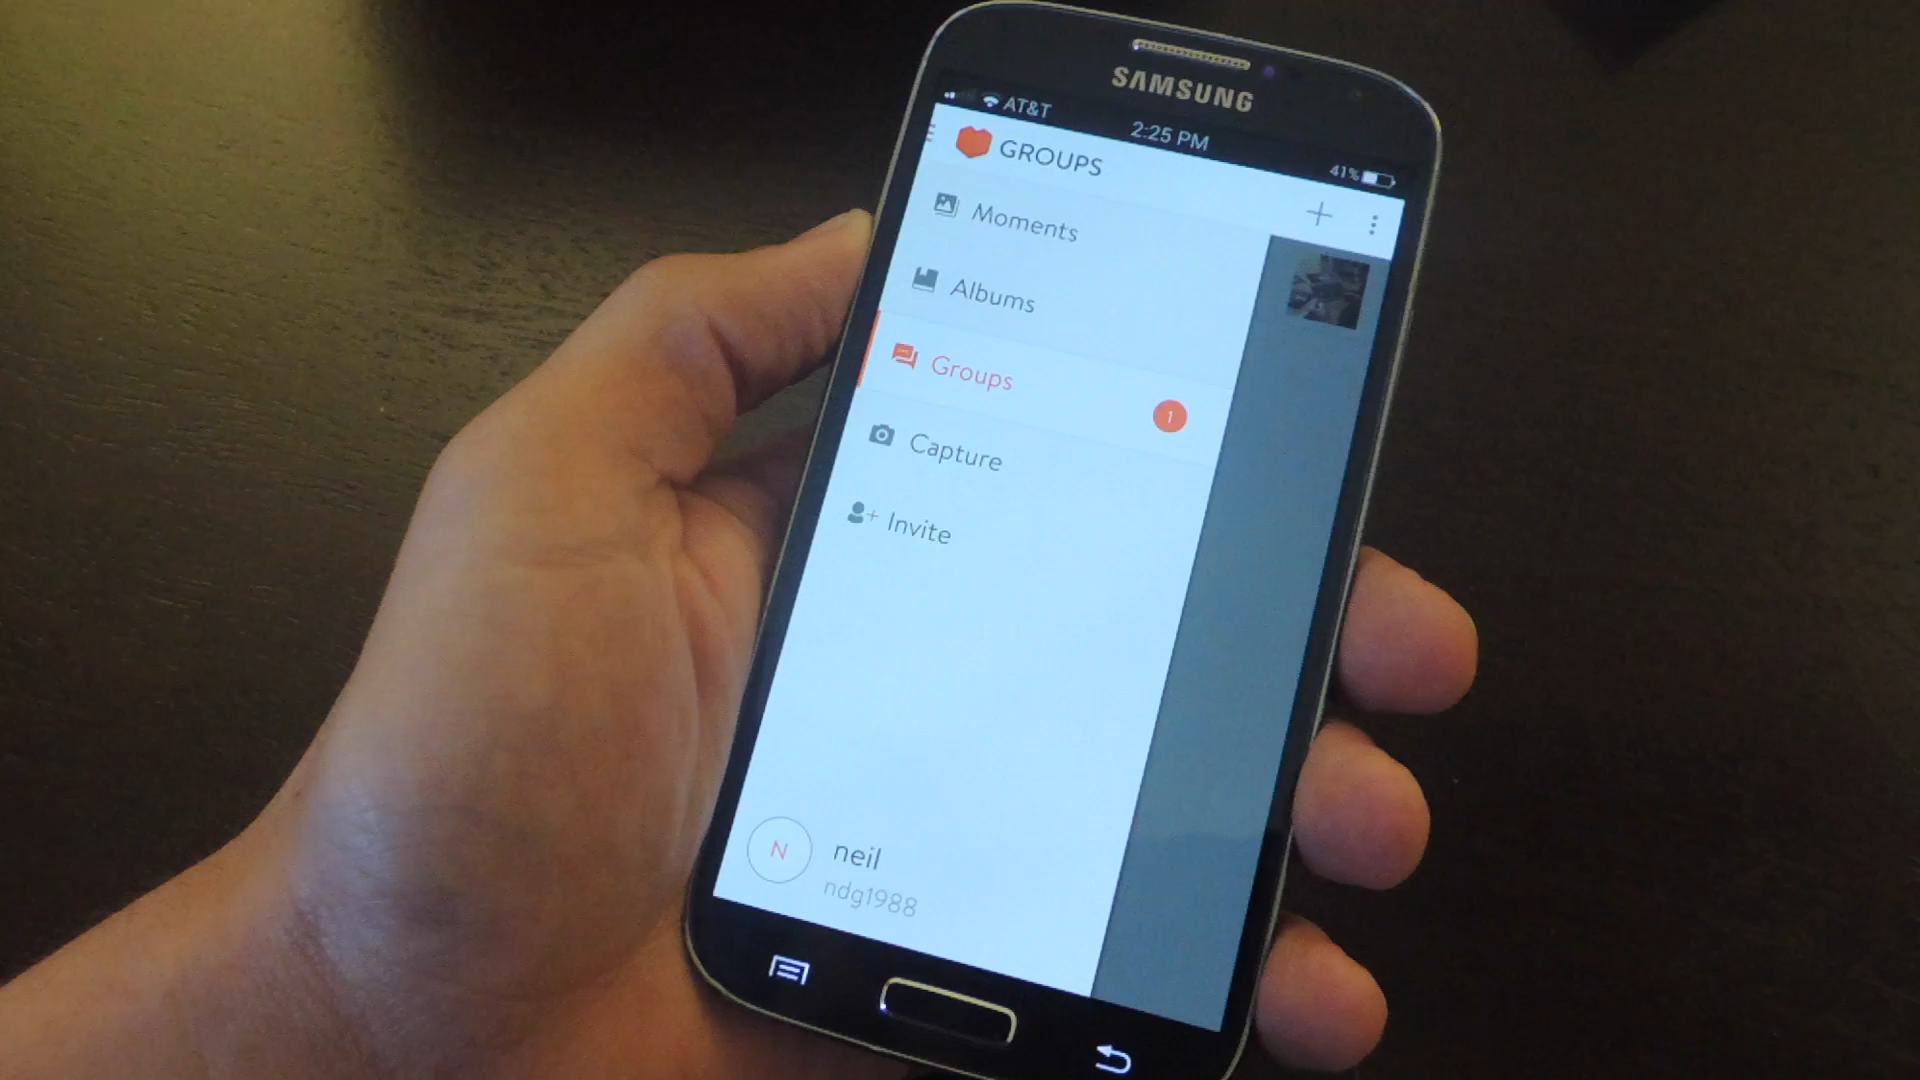 SAMSUNG
AT&T
2:25 PM
41%
GROUPS
Moments
Albums
Groups
1
Capture
Invite
N
neil
ndg1988